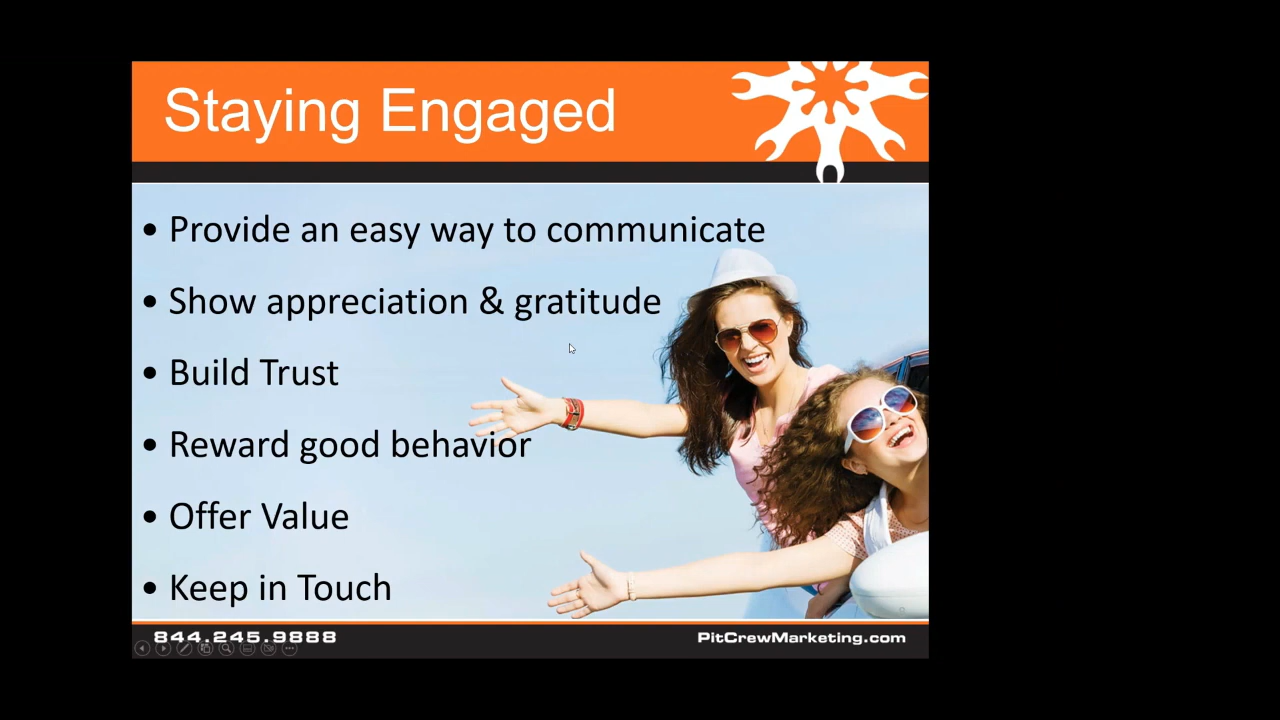 Staying Engaged
• Provide an easy way to communicate
• Show appreciation & gratitude
• Build Trust
• Reward good behavior
• Offer Value
• Keep in Touch
844.245.9888
PitCrewMarketing.com